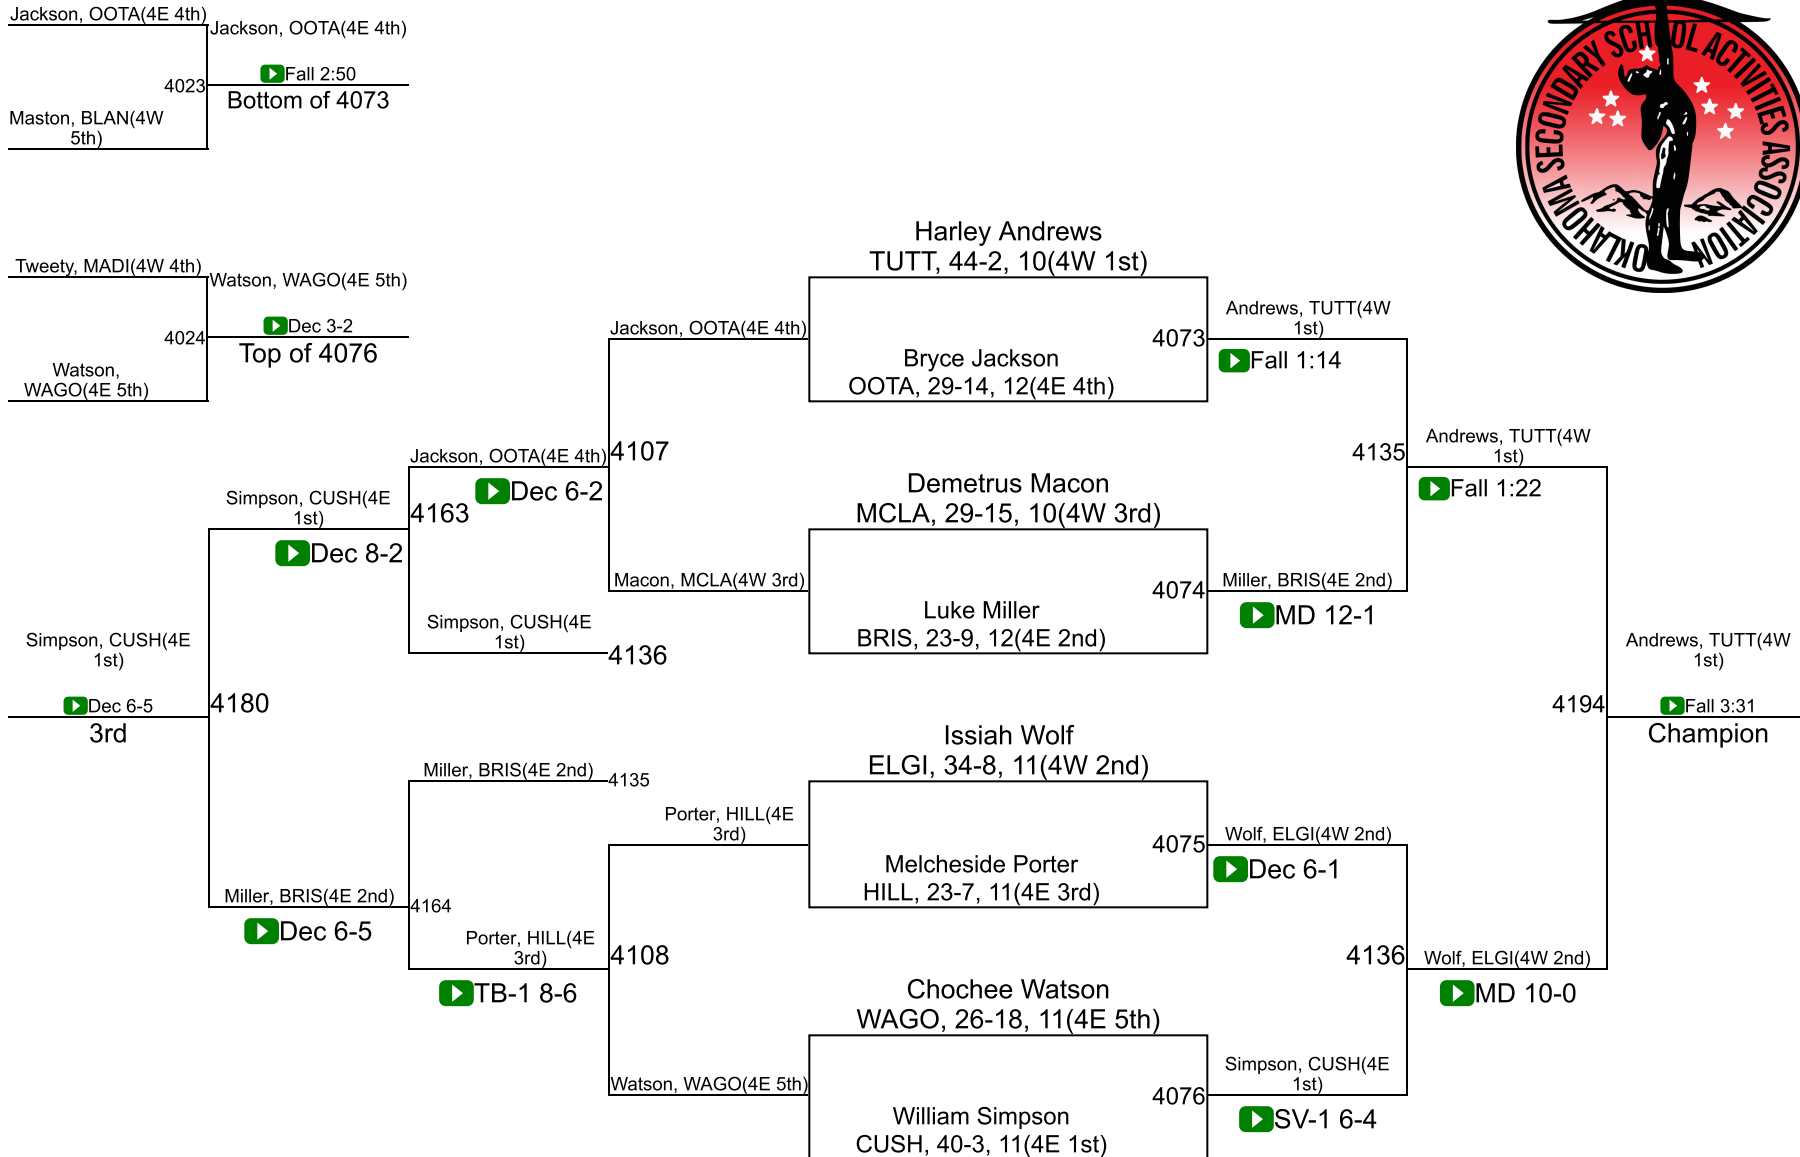 Jackson, OOTA(4E 4th)
Jackson, OOTA(4E 4th)
Fall 2:50
4023
Bottom of 4073
Maston, BLAN(4W
5th)
OKLAHOMA SECONDARY SCHOOL ACTIVITIES ASSOCIATION
Tweety, MADI(4W 4th)
Watson, WAGO(4E 5th)
Dec 3-2
4024
Top of 4076
Watson,
WAGO(4E 5th)
Harley Andrews
TUTT, 44-2, 10(4W 1st)
Jackson, OOTA(4E 4th)
4073
Bryce Jackson
OOTA, 29-14, 12(4E 4th)
Andrews, TUTT(4W
1st)
Fall 1:14
Jackson, OOTA(4E 4th)
4107
Dec 6-2
4135
Andrews, TUTT(4W
1st)
Fall 1:22
Simpson, CUSH(4E
1st)
4163
Dec 8-2
Demetrus Macon
MCLA, 29-15, 10(4W 3rd)
Macon, MCLA(4W 3rd)
4074
Luke Miller
BRIS, 23-9, 12(4E 2nd)
Miller, BRIS(4E 2nd)
MD 12-1
Simpson, CUSH(4E
1st)
4136
Simpson, CUSH(4E
1st)
Dec 6-5
3rd
4180
4194
Andrews, TUTT(4W
1st)
Fall 3:31
Champion
Issiah Wolf
ELGI, 34-8, 11(4W 2nd)
Miller, BRIS(4E 2nd)
4135
Porter, HILL(4E
3rd)
4075
Melcheside Porter
HILL, 23-7, 11(4E 3rd)
Wolf, ELGI(4W 2nd)
Dec 6-1
Miller, BRIS(4E 2nd)
4164
Dec 6-5
Porter, HILL(4E
3rd)
4108
TB-1 8-6
4136
Wolf, ELGI(4W 2nd)
MD 10-0
Chochee Watson
WAGO, 26-18, 11(4E 5th)
Watson, WAGO(4E 5th)
4076
William Simpson
CUSH, 40-3, 11(4E 1st)
Simpson, CUSH(4E
1st)
SV-1 6-4